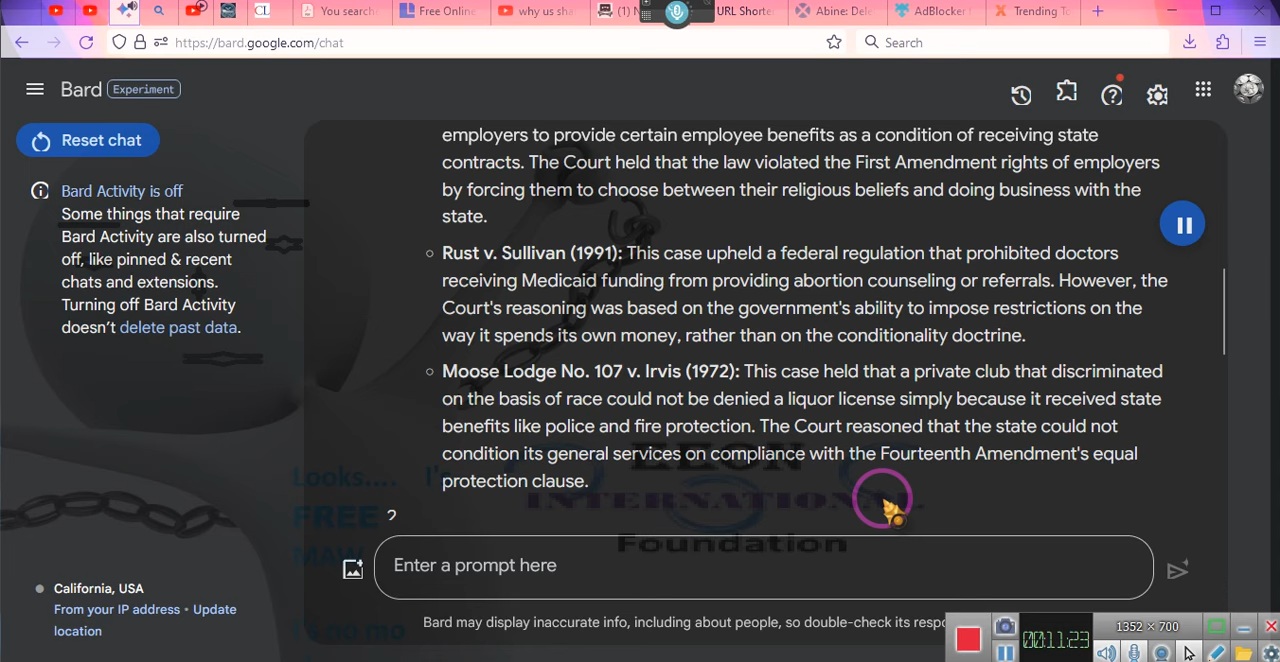 You searche
Free Online
why us sha
(1) N
URL Shorte
Abine: Dele
AdBlocker f
Trending To
https://bard.google.com/chat
Search
Bard Experiment
Reset chat
Bard Activity is off
Some things that require
Bard Activity are also turned
off, like pinned & recent
chats and extensions.
Turning off Bard Activity
doesn't delete past data.
employers to provide certain employee benefits as a condition of receiving state
contracts. The Court held that the law violated the First Amendment rights of employers
by forcing them to choose between their religious beliefs and doing business with the
state.
Rust v. Sullivan (1991): This case upheld a federal regulation that prohibited doctors
receiving Medicaid funding from providing abortion counseling or referrals. However, the
Court's reasoning was based on the government's ability to impose restrictions on the
way it spends its own money, rather than on the conditionality doctrine.
Moose Lodge No. 107 v. Irvis (1972): This case held that a private club that discriminated
on the basis of race could not be denied a liquor license simply because it received state
benefits like police and fire protection. The Court reasoned that the state could not
condition its general services on compliance with the Fourteenth Amendment's equal
protection clause.
Looks.... I'
FREE
INTERNATIONAL
Foundation
Enter a prompt here
California, USA
From your IP address • Update
location
Bard may display inaccurate info, including about people, so double-check its resp
00:11:23
1352 × 700